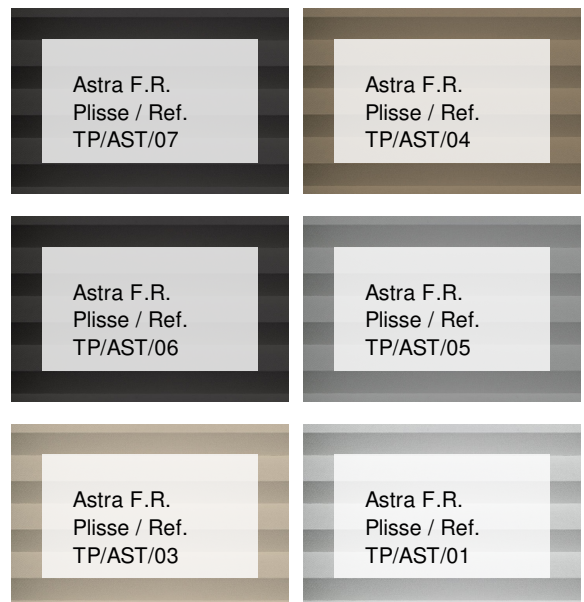 Astra F.R.
Plisse / Ref.
TP/AST/07
Astra F.R.
Plisse / Ref.
TP/AST/04
Astra F.R.
Plisse / Ref.
TP/AST/06
Astra F.R.
Plisse / Ref.
TP/AST/05
Astra F.R.
Plisse / Ref.
TP/AST/03
Astra F.R.
Plisse / Ref.
TP/AST/01